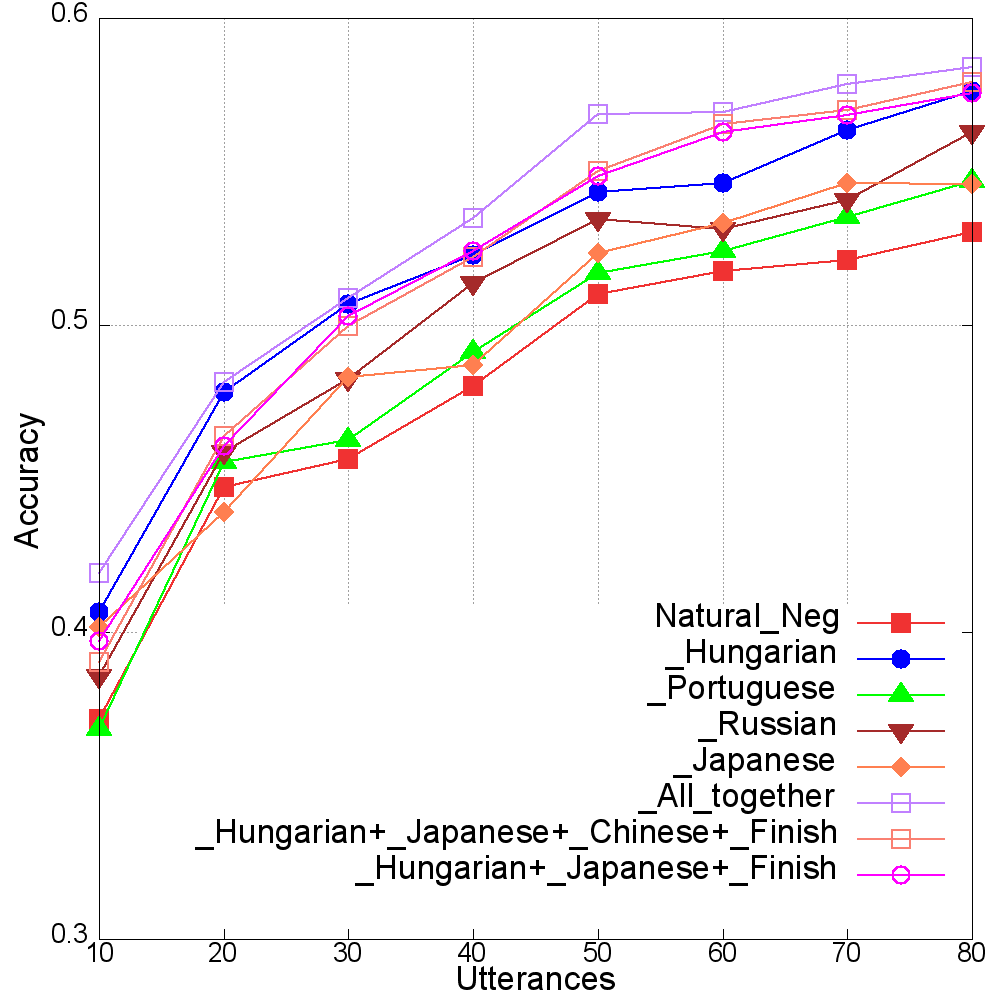 0.6
0.5
0.4
0.3
Accuracy
Natural_Neg
_Hungarian
_Portuguese
_Russian
_Japanese
_All_together
_Hungarian+_Japanese+_Chinese+_Finish
_Hungarian+_Japanese+_Finish
10 20 30 40 50 60 70 80
Utterances